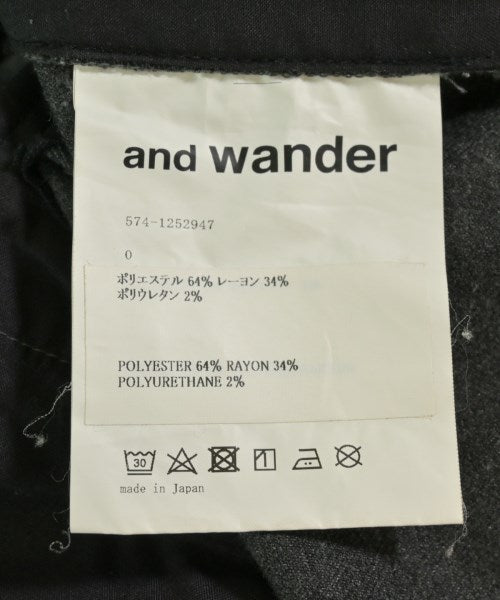 and wander
574-1252947
0
ポリエステル 64% レーヨン 34%
ポリウレタン 2%
POLYESTER 64% RAYON 34%
POLYURETHANE 2%
30
1
made in Japan